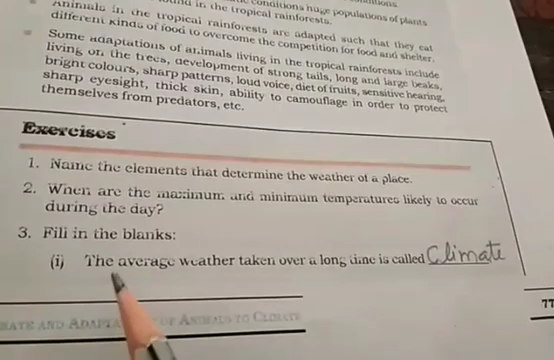 conditions huge populations of plants
found in the tropical rainforests.
Animals in the tropical rainforests are adapted such that they eat
different kinds of food to overcome the competition for food and shelter.
Some adaptations of animals living in the tropical rainforests include
living on the trees, development of strong tails, long and large beaks,
bright colours, sharp patterns, loud voice, diet of fruits, sensitive hearing,
sharp eyesight, thick skin, ability to camouflage in order to protect
themselves from predators, etc.
Exercises
1. Name the elements that determine the weather of a place.
2. When are the maximum and minimum temperatures likely to occur
during the day?
3. Fill in the blanks:
(i) The average weather taken over a long time is called Climate
AND ADAPTA OF ANIMALS TO CLIMATE
77